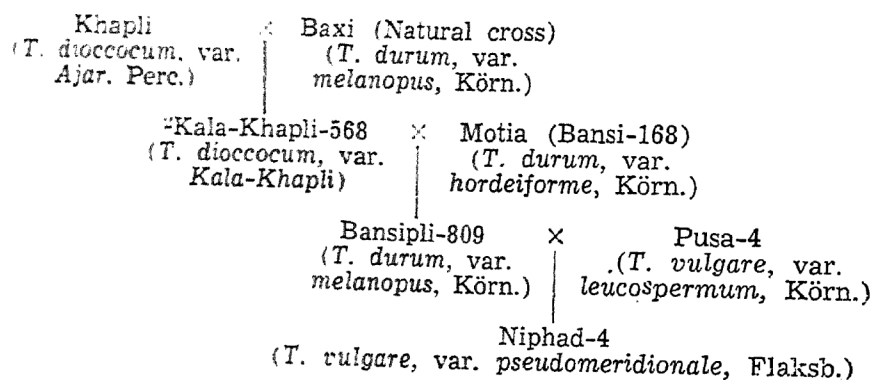 Khapli × Baxi (Natural cross)
(T. dioccocum, var. (T. durum, var.
Ajar. Perc.) melanopus, Körn.)
Kala-Khapli-568 × Motia (Bansi-168)
(T. dioccocum, var. (T. durum, var.
Kala-Khapli) hordeiforme, Körn.)
Bansipli-809 × Pusa-4
(T. durum, var. (T. vulgare, var.
melanopus, Körn.) leucospermum, Körn.)
Niphad-4
(T. vulgare, var. pseudomeridionale, Flaksb.)